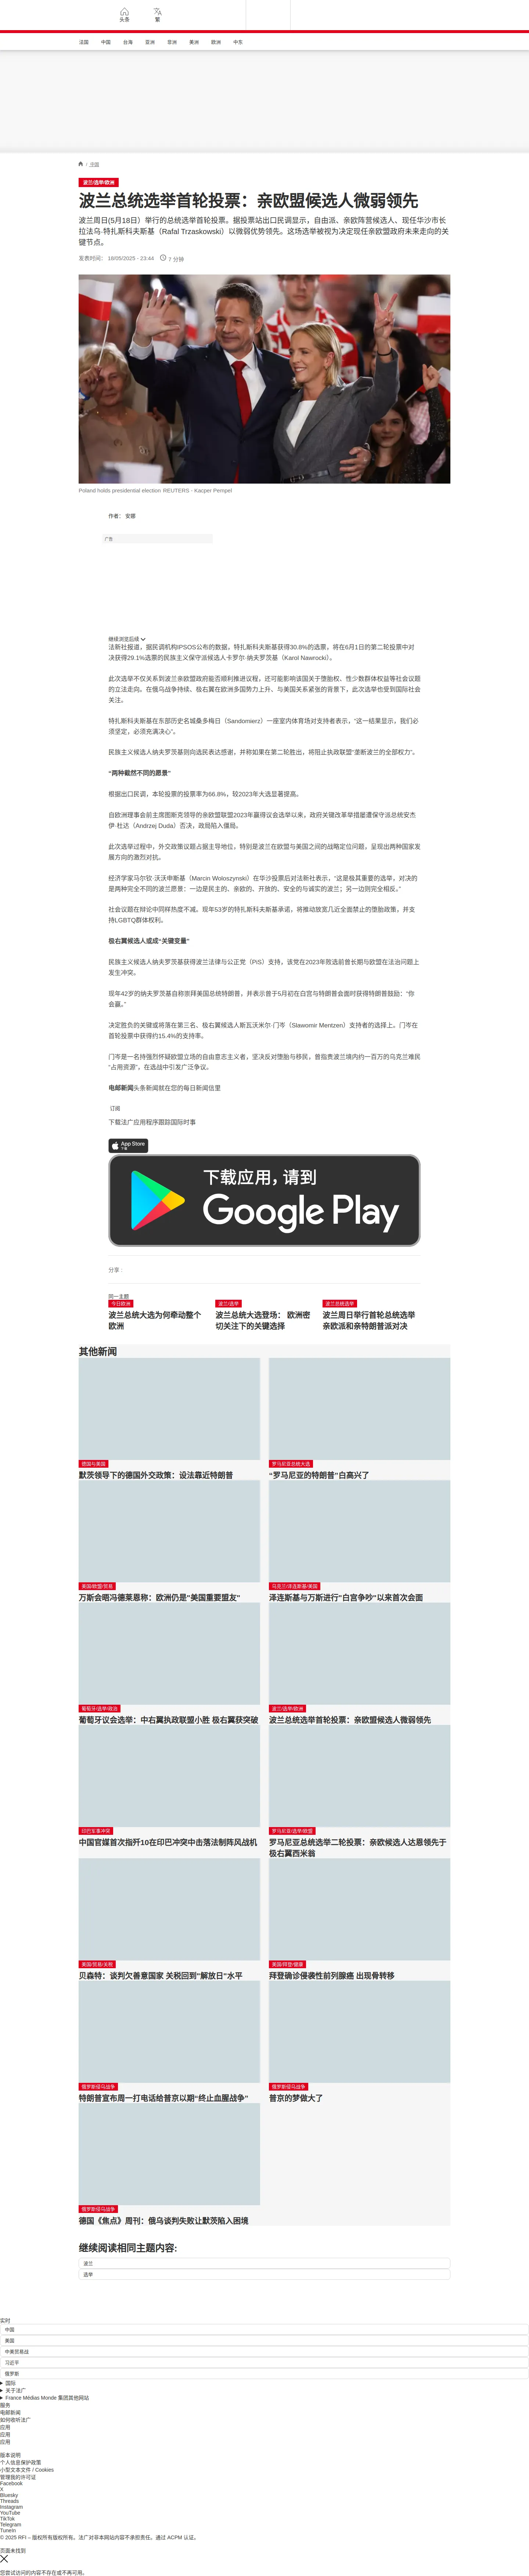 头条
繁
法国
中国
台海
亚洲
非洲
美洲
欧洲
中东
/ 中国
波兰/选举/欧洲
波兰总统选举首轮投票：亲欧盟候选人微弱领先
波兰周日(5月18日）举行的总统选举首轮投票。据投票站出口民调显示，自由派、亲欧阵营候选人、现任华沙市长
拉法乌·特扎斯科夫斯基（Rafal Trzaskowski）以微弱优势领先。这场选举被视为决定现任亲欧盟政府未来走向的关
键节点。
发表时间： 18/05/2025 - 23:44
7 分钟
Poland holds presidential election REUTERS - Kacper Pempel
作者： 安娜
广告
继续浏览后续
法新社报道，据民调机构IPSOS公布的数据，特扎斯科夫斯基获得30.8%的选票，将在6月1日的第二轮投票中对
决获得29.1%选票的民族主义保守派候选人卡罗尔·纳夫罗茨基（Karol Nawrocki）。
此次选举不仅关系到波兰亲欧盟政府能否顺利推进议程，还可能影响该国关于堕胎权、性少数群体权益等社会议题
的立法走向。在俄乌战争持续、极右翼在欧洲多国势力上升、与美国关系紧张的背景下，此次选举也受到国际社会
关注。
特扎斯科夫斯基在东部历史名城桑多梅日（Sandomierz）一座室内体育场对支持者表示，“这一结果显示，我们必
须坚定，必须充满决心”。
民族主义候选人纳夫罗茨基则向选民表达感谢，并称如果在第二轮胜出，将阻止执政联盟“垄断波兰的全部权力”。
“两种截然不同的愿景”
根据出口民调，本轮投票的投票率为66.8%，较2023年大选显著提高。
自欧洲理事会前主席图斯克领导的亲欧盟联盟2023年赢得议会选举以来，政府关键改革举措屡遭保守派总统安杰
伊·杜达（Andrzej Duda）否决，政局陷入僵局。
此次选举过程中，外交政策议题占据主导地位，特别是波兰在欧盟与美国之间的战略定位问题，呈现出两种国家发
展方向的激烈对抗。
经济学家马尔钦·沃沃申斯基（Marcin Woloszynski）在华沙投票后对法新社表示，“这是极其重要的选举，对决的
是两种完全不同的波兰愿景：一边是民主的、亲欧的、开放的、安全的与诚实的波兰；另一边则完全相反。”
社会议题在辩论中同样热度不减。现年53岁的特扎斯科夫斯基承诺，将推动放宽几近全面禁止的堕胎政策，并支
持LGBTQ群体权利。
极右翼候选人或成“关键变量”
民族主义候选人纳夫罗茨基获得波兰法律与公正党（PiS）支持，该党在2023年败选前曾长期与欧盟在法治问题上
发生冲突。
现年42岁的纳夫罗茨基自称崇拜美国总统特朗普，并表示曾于5月初在白宫与特朗普会面时获得特朗普鼓励：“你
会赢。”
决定胜负的关键或将落在第三名、极右翼候选人斯瓦沃米尔·门岑（Slawomir Mentzen）支持者的选择上。门岑在
首轮投票中获得约15.4%的支持率。
门岑是一名持强烈怀疑欧盟立场的自由意志主义者，坚决反对堕胎与移民，曾指责波兰境内约一百万的乌克兰难民
“占用资源”，在选战中引发广泛争议。
电邮新闻头条新闻就在您的每日新闻信里
订阅
下载法广应用程序跟踪国际时事
App Store
下载
下载应用，请到
Google Play
分享 :
同一主题
今日欧洲
波兰总统大选为何牵动整个
欧洲
波兰/选举
波兰总统大选登场： 欧洲密
切关注下的关键选择
波兰总统选举
波兰周日举行首轮总统选举
亲欧派和亲特朗普派对决
其他新闻
德国与美国
默茨领导下的德国外交政策：设法靠近特朗普
罗马尼亚总统大选
“罗马尼亚的特朗普”白高兴了
美国/欧盟/贸易
万斯会晤冯德莱恩称：欧洲仍是"美国重要盟友"
乌克兰/泽连斯基/美国
泽连斯基与万斯进行"白宫争吵"以来首次会面
葡萄牙/选举/政治
葡萄牙议会选举：中右翼执政联盟小胜 极右翼获突破
波兰/选举/欧洲
波兰总统选举首轮投票：亲欧盟候选人微弱领先
印巴军事冲突
中国官媒首次指歼10在印巴冲突中击落法制阵风战机
罗马尼亚/选举/欧盟
罗马尼亚总统选举二轮投票：亲欧候选人达恩领先于
极右翼西米翁
美国/贸易/关税
贝森特：谈判欠善意国家 关税回到"解放日"水平
美国/拜登/健康
拜登确诊侵袭性前列腺癌 出现骨转移
俄罗斯侵乌战争
特朗普宣布周一打电话给普京以期“终止血腥战争”
俄罗斯侵乌战争
普京的梦做大了
俄罗斯侵乌战争
德国《焦点》周刊：俄乌谈判失败让默茨陷入困境
继续阅读相同主题内容:
波兰
选举
实时
中国
美国
中美贸易战
习近平
俄罗斯
国际
关于法广
France Médias Monde 集团其他网站
服务
电邮新闻
如何收听法广
应用
应用
应用
版本说明
个人信息保护政策
小型文本文件 / Cookies
管理我的许可证
Facebook
X
Bluesky
Threads
Instagram
YouTube
TikTok
Telegram
TuneIn
© 2025 RFI – 版权所有版权所有。法广对非本网站内容不承担责任。通过 ACPM 认证。
页面未找到
您尝试访问的内容不存在或不再可用。